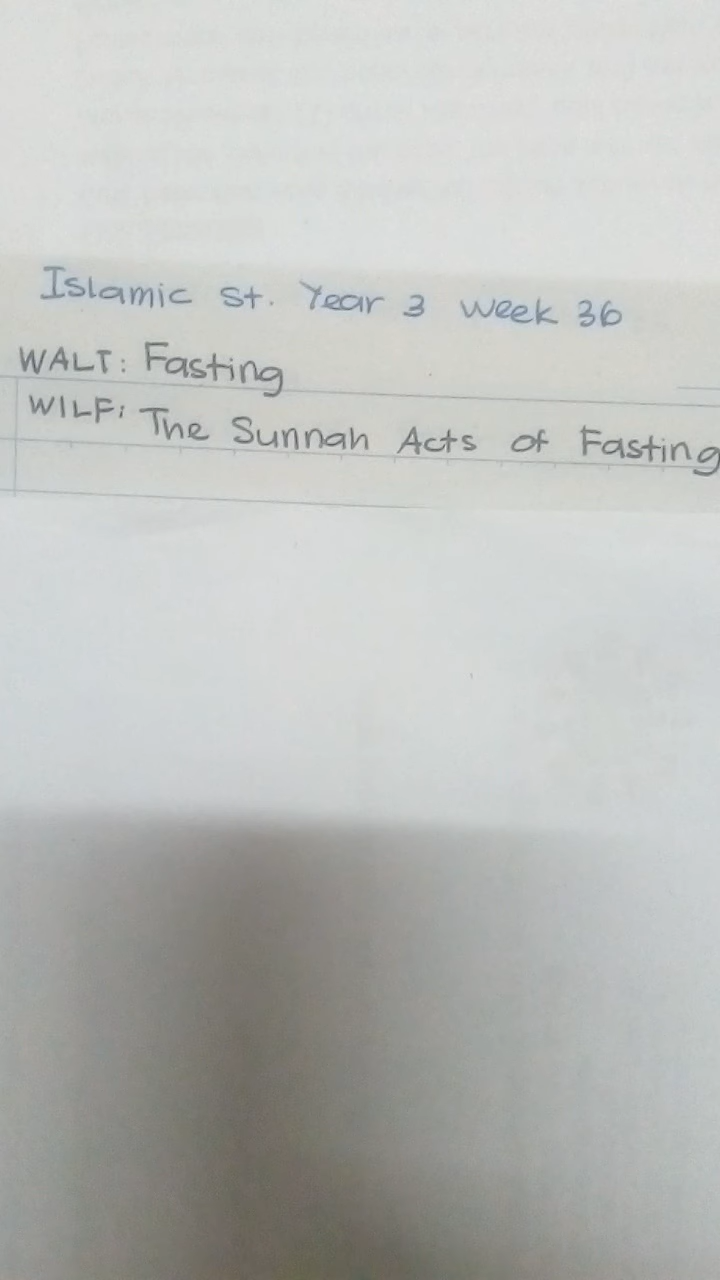 Islamic St. Year 3 Week 36
WALT: Fasting
WILF: The Sunnah Acts of Fasting